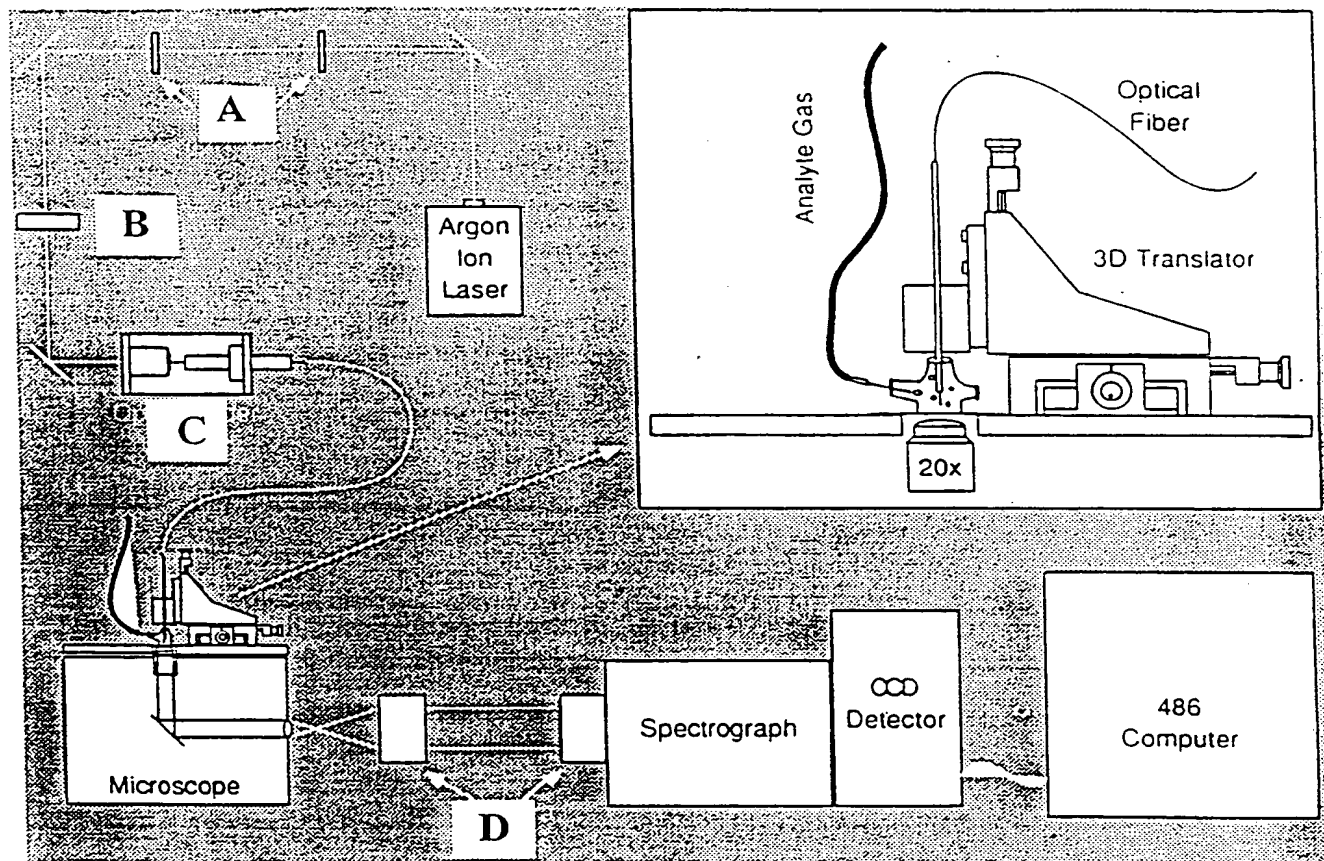 A
B
C
D
Argon
Ion
Laser
Analyte Gas
Optical
Fiber
3D Translator
20x
Microscope
Spectrograph
CCD
Detector
486
Computer